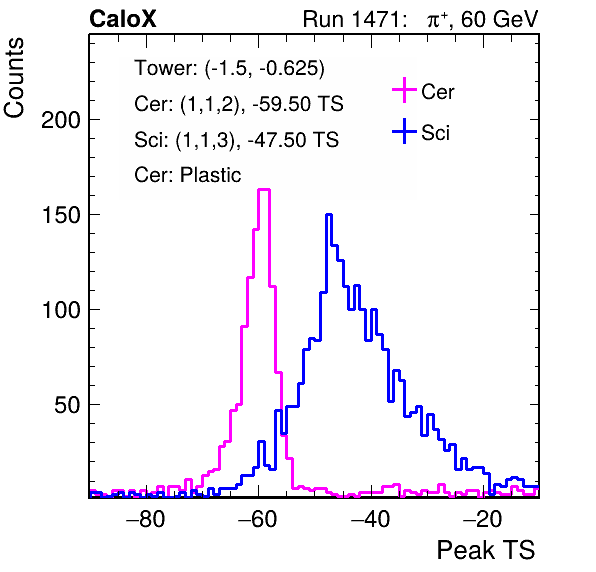 CaloX Run 1471: π⁺, 60 GeV
Counts
Tower: (-1.5, -0.625)
Cer: (1,1,2), -59.50 TS
Sci: (1,1,3), -47.50 TS
Cer: Plastic
Cer
Sci
200
150
100
50
−80 −60 −40 −20
Peak TS